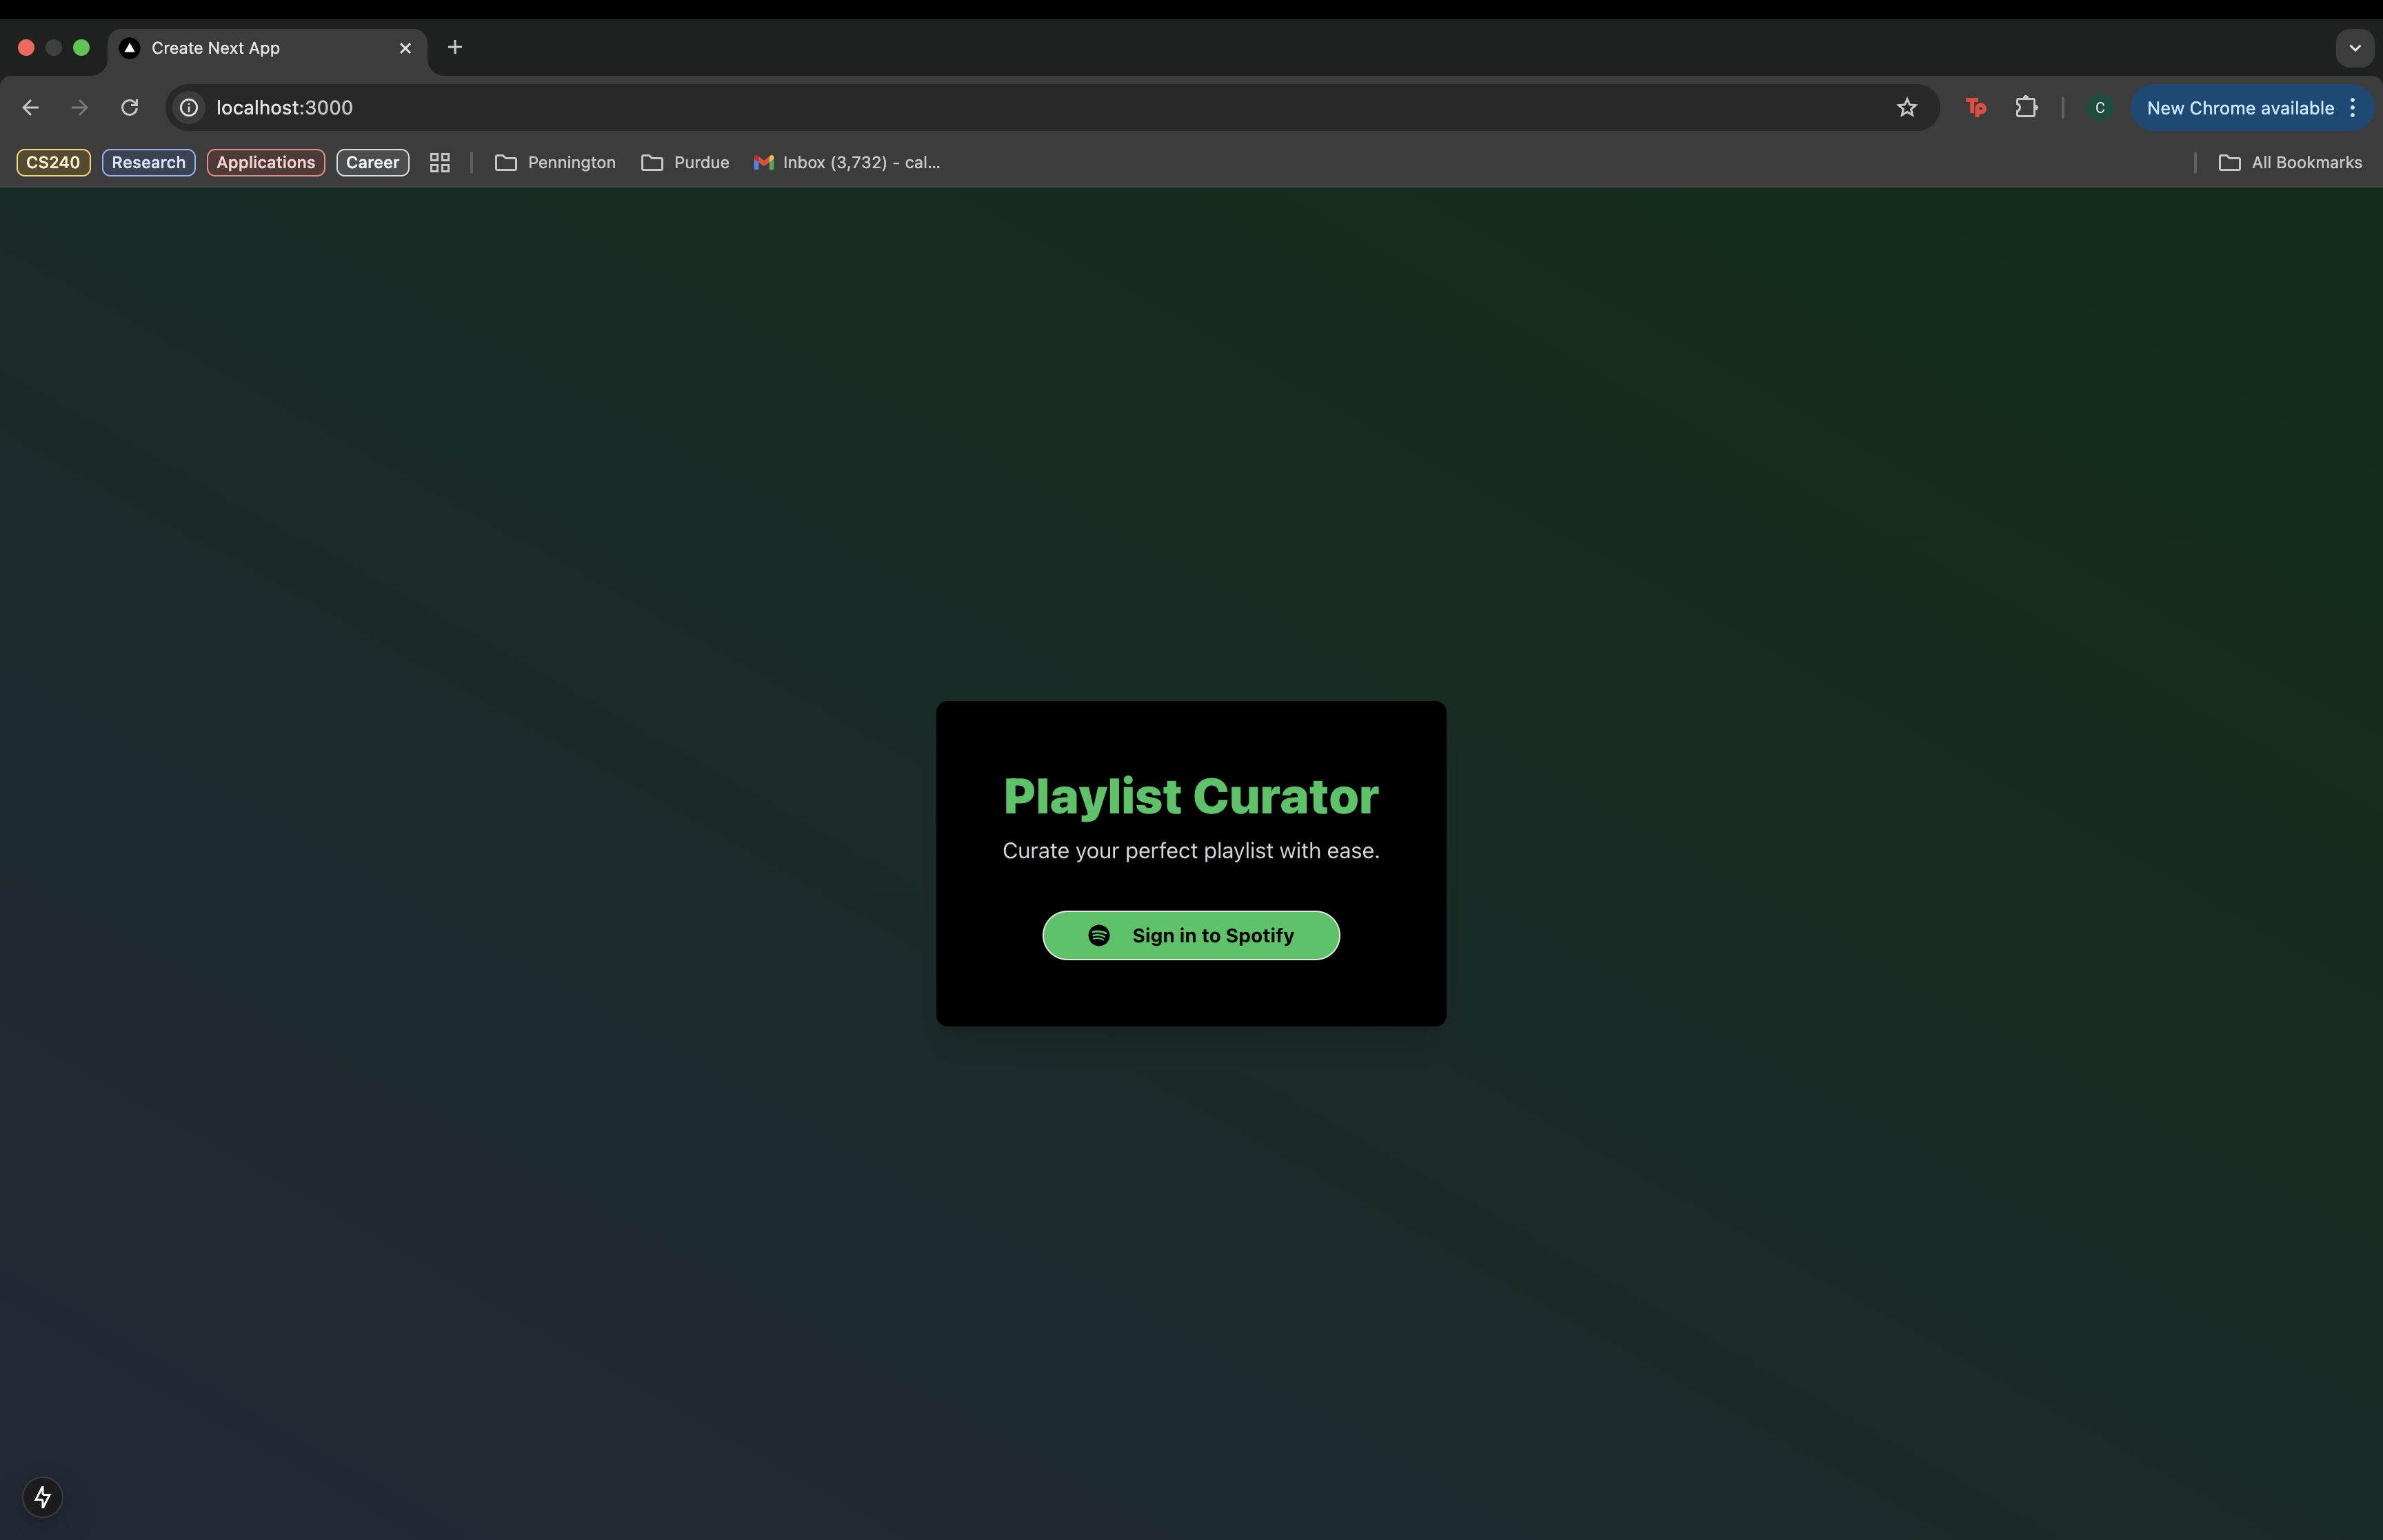 Create Next App
localhost:3000
C
New Chrome available
CS240
Research
Applications
Career
Pennington
Purdue
Inbox (3,732) - cal...
All Bookmarks
Playlist Curator
Curate your perfect playlist with ease.
Sign in to Spotify